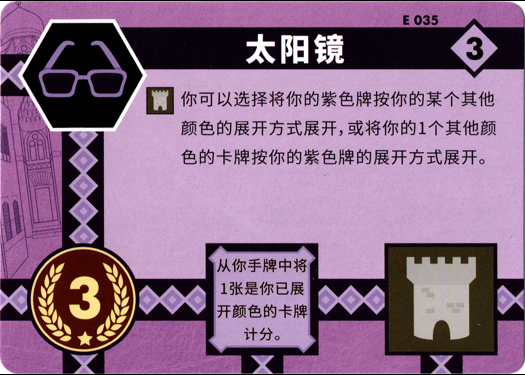 E 035
太阳镜
3
你可以选择将你的紫色牌按你的某个其他
颜色的展开方式展开,或将你的1个其他颜
色的卡牌按你的紫色牌的展开方式展开。
3
从你手牌中将
1张是你已展
开颜色的卡牌
计分。